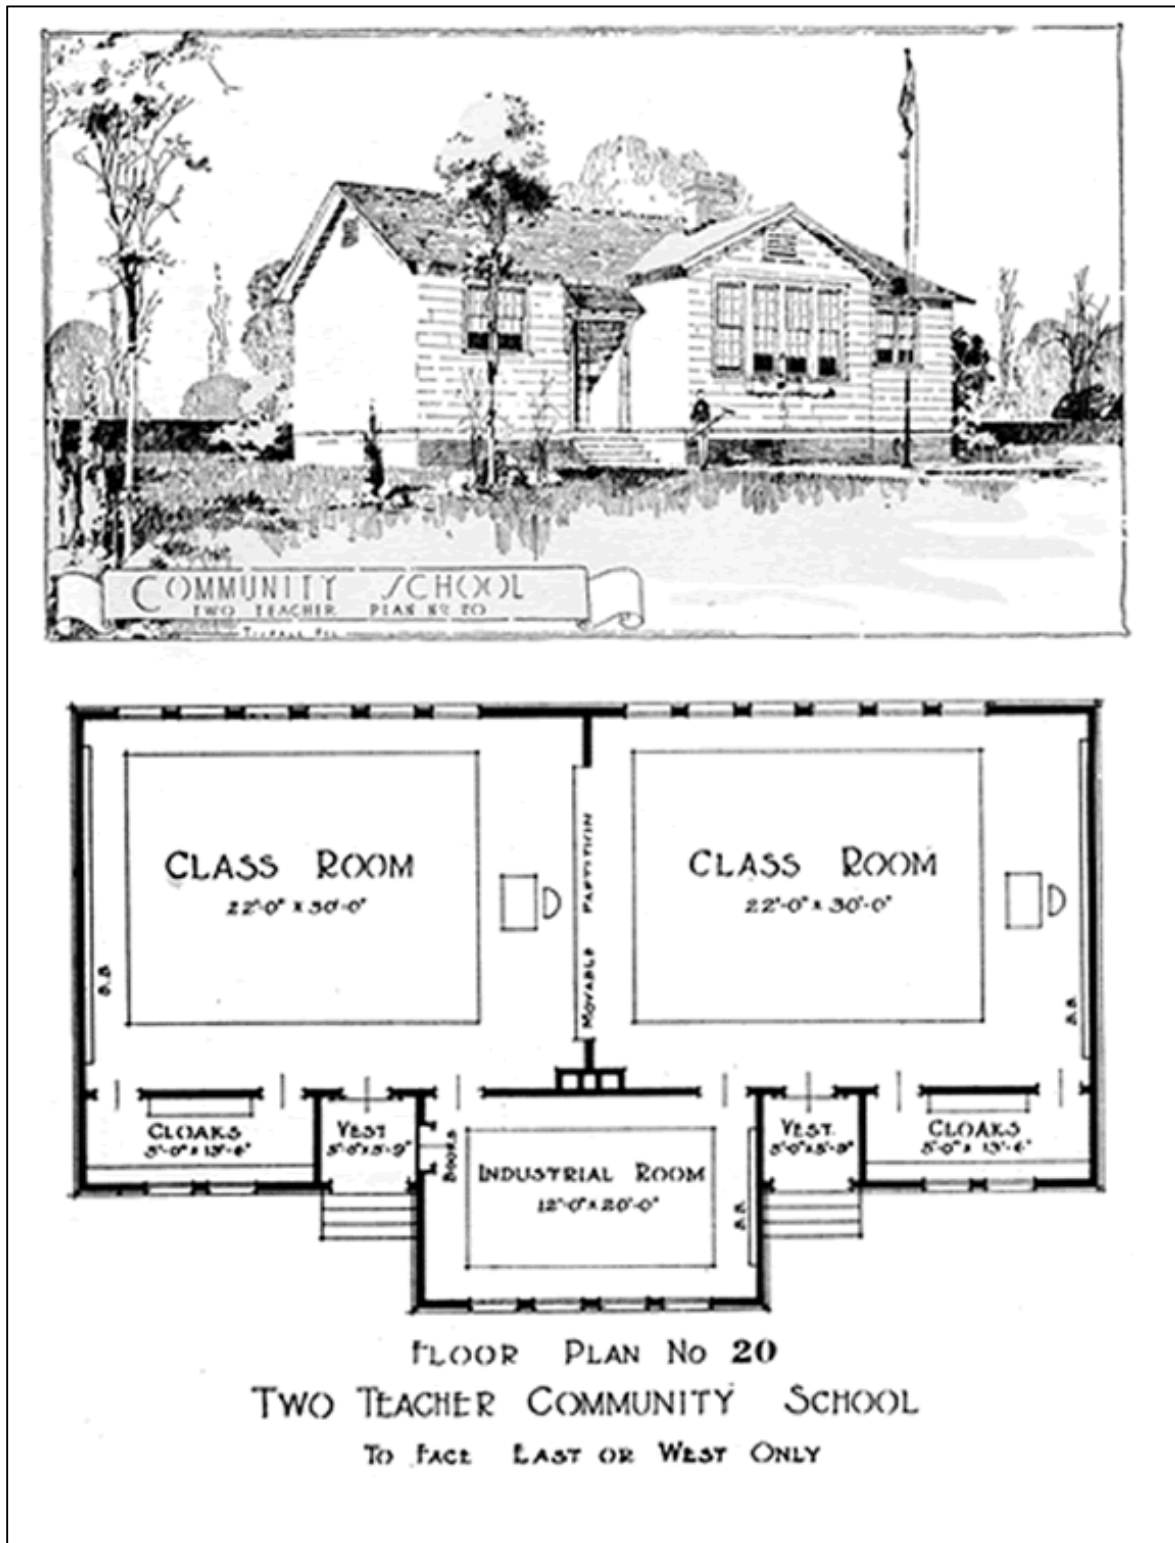 COMMUNITY SCHOOL
TWO TEACHER PLAN NO 20
CLASS ROOM
22'-0" X 30'-0"
B.B.
MOVABLE PARTITION
CLASS ROOM
22'-0" X 30'-0"
B.B.
CLOAKS
5'-0" X 13'-6"
VEST
5'-0" X 5'-9"
BOOKS
INDUSTRIAL ROOM
12'-0" X 20'-0"
B.B.
VEST.
5'-0" X 5'-9"
CLOAKS
5'-0" X 13'-6"
FLOOR PLAN NO 20
TWO TEACHER COMMUNITY SCHOOL
TO FACE EAST OR WEST ONLY